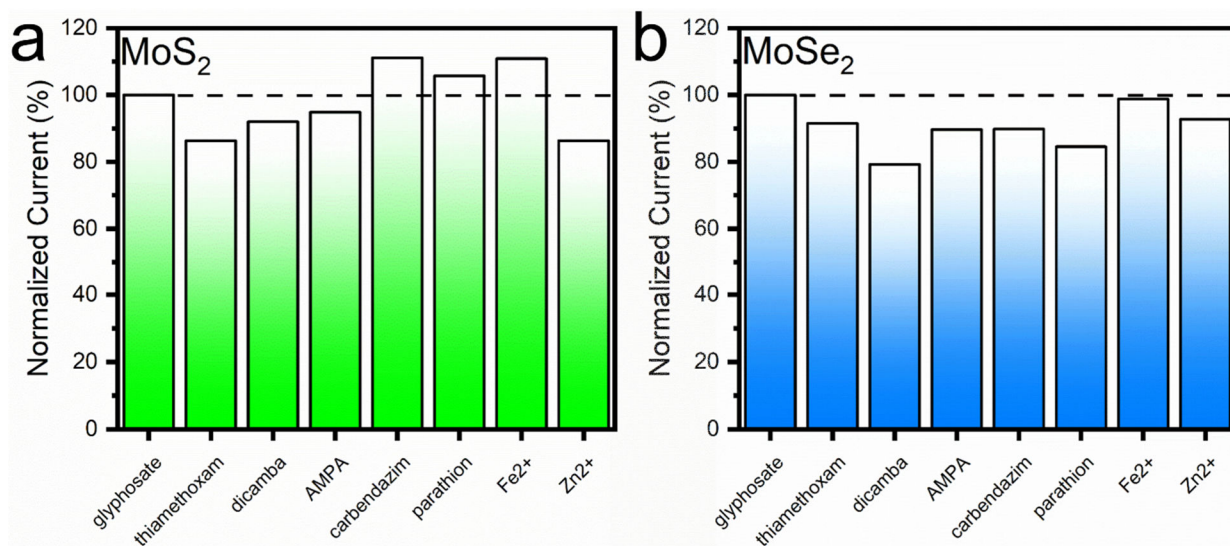 a
MoS2
Normalized Current (%)
120
100
80
60
40
20
0
glyphosate
thiamethoxam
dicamba
AMPA
carbendazim
parathion
Fe2+
Zn2+
b
MoSe2
Normalized Current (%)
120
100
80
60
40
20
0
glyphosate
thiamethoxam
dicamba
AMPA
carbendazim
parathion
Fe2+
Zn2+